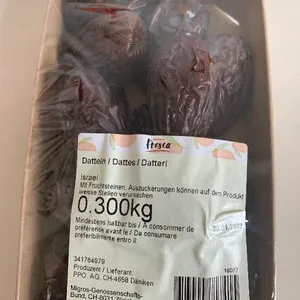 fresca
Datteln / Dattes / Datteri
Israel
Mit Fruchtsteinen, Auszuckerungen können auf dem Produkt
weisse Stellen verursachen
0.300kg
Mindestens haltbar bis / A consommer de
préférence avant le / Da consumare
preferibilmente entro il:
341764979
Produzent / Lieferant
PPO. AG, CH-4658 Däniken
Migros-Genossenschafts-
Bund, CH-8031